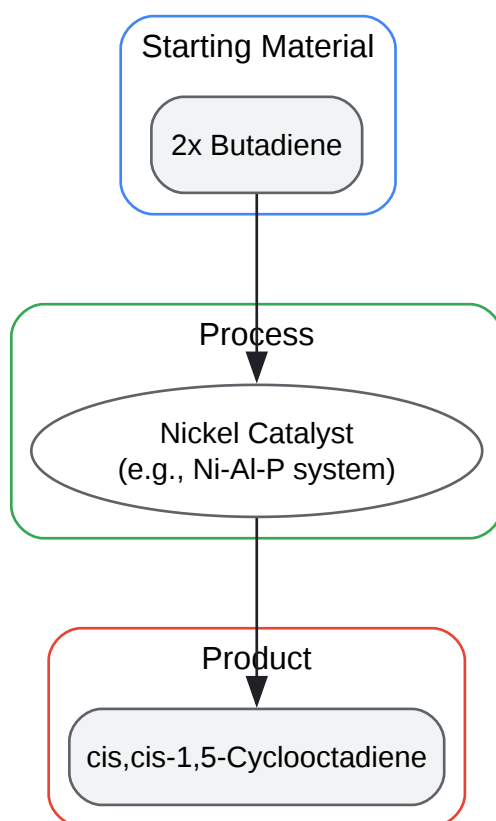 Starting Material
2x Butadiene
Process
Nickel Catalyst
(e.g., Ni-Al-P system)
Product
cis,cis-1,5-Cyclooctadiene